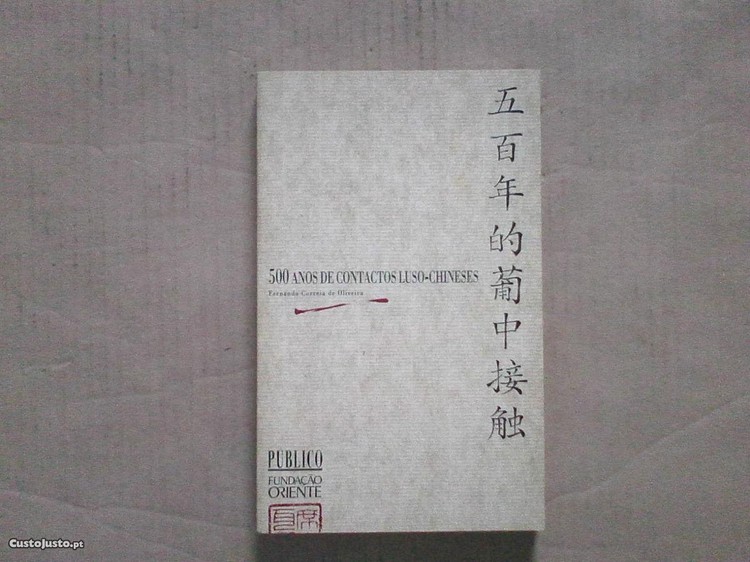 五百年的葡中接触
500 ANOS DE CONTACTOS LUSO-CHINESES
Fernando Correia de Oliveira
PUBLICO
FUNDAÇÃO
ORIENTE
CustoJusto.pt